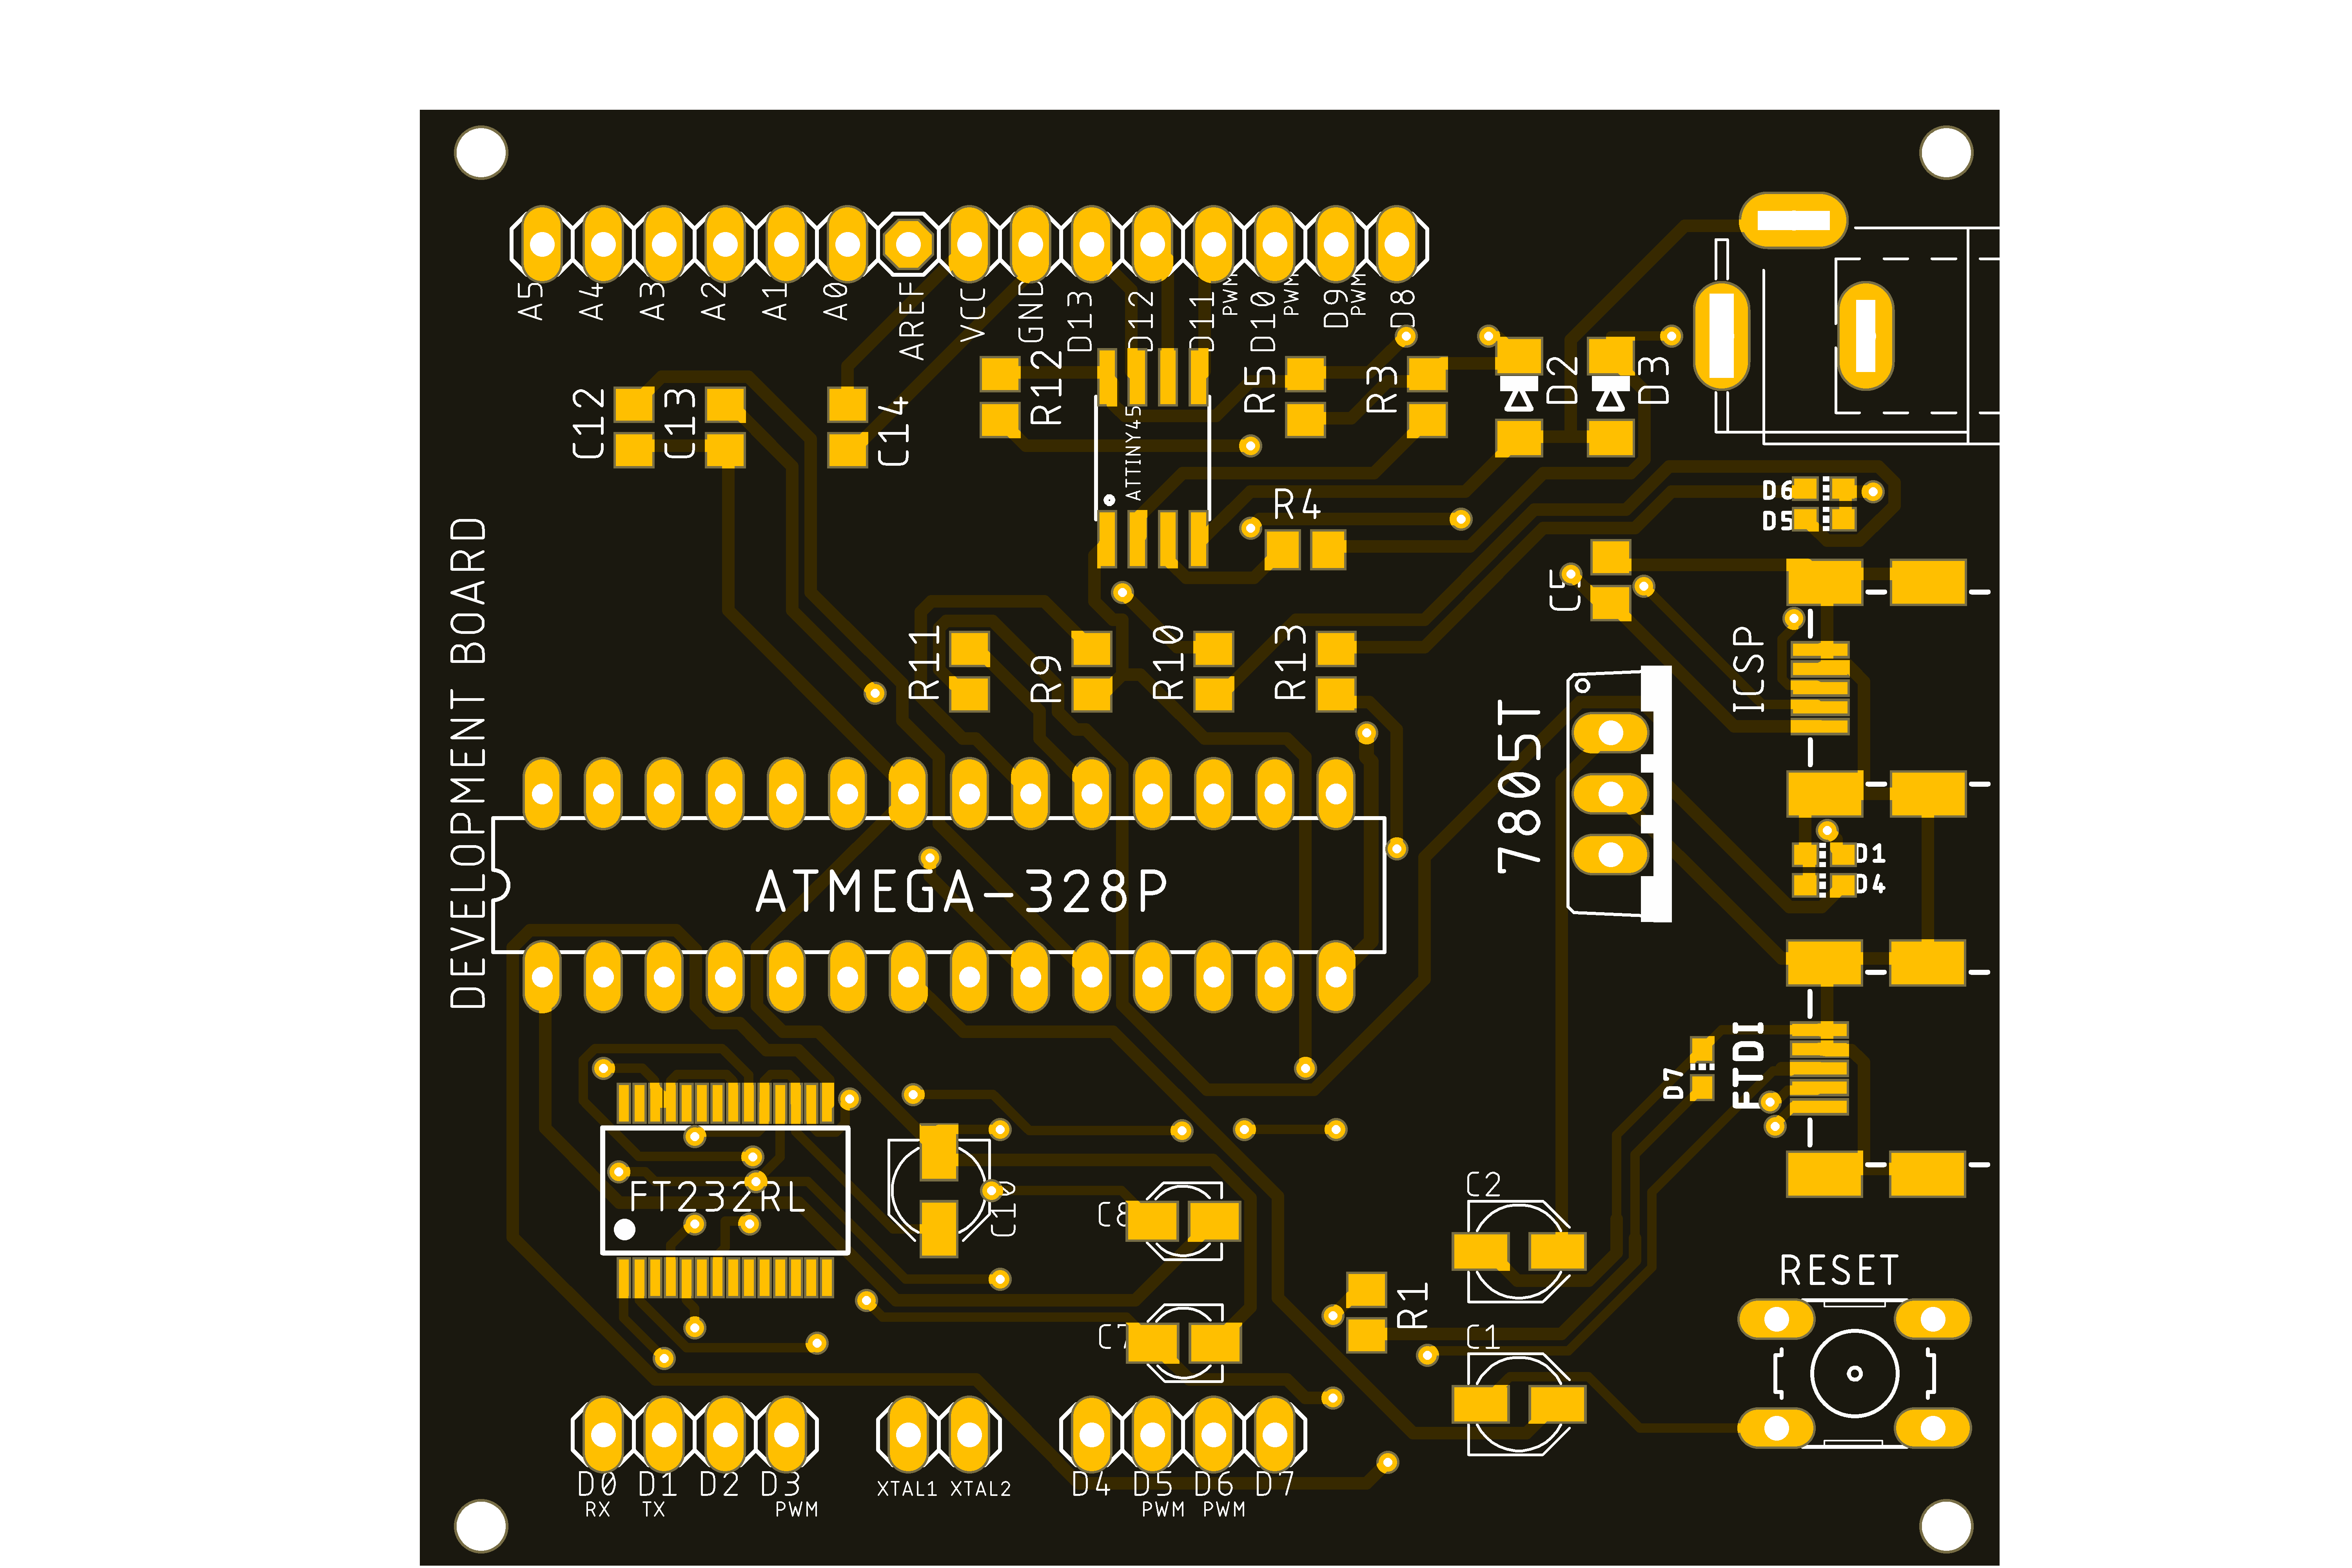 A5 A4 A3 A2 A1 A0 AREF VCC GND D13 D12 D11 D10 D9 D8
PWM PWM PWM
C12 C13 C14 R12 ATTINY45 R5 R3 D2 D3
D6
R4
D5
C5
DEVELOPMENT BOARD
R11 R9 R10 R13 ICSP
7805T
D1
ATMEGA-328P
D4
D7 FTDI
FT232RL C10 C8 C2
RESET
C7 R1 C1
D0 D1 D2 D3 XTAL1 XTAL2 D4 D5 D6 D7
RX TX PWM PWM PWM